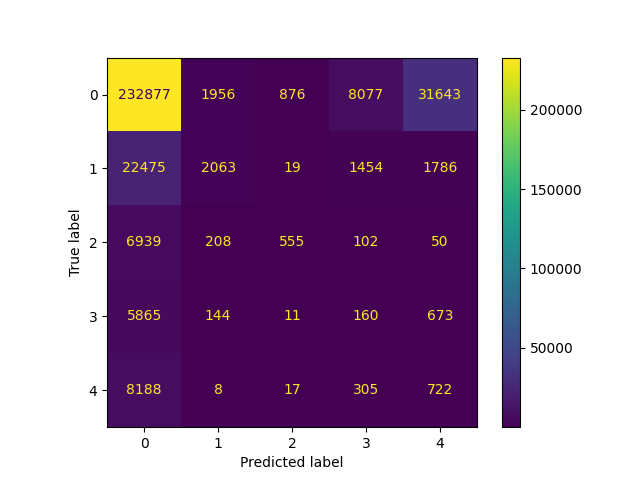 0 232877 1956 876 8077 31643
1 22475 2063 19 1454 1786
2 6939 208 555 102 50
3 5865 144 11 160 673
4 8188 8 17 305 722
0 1 2 3 4
Predicted label
True label
200000
150000
100000
50000